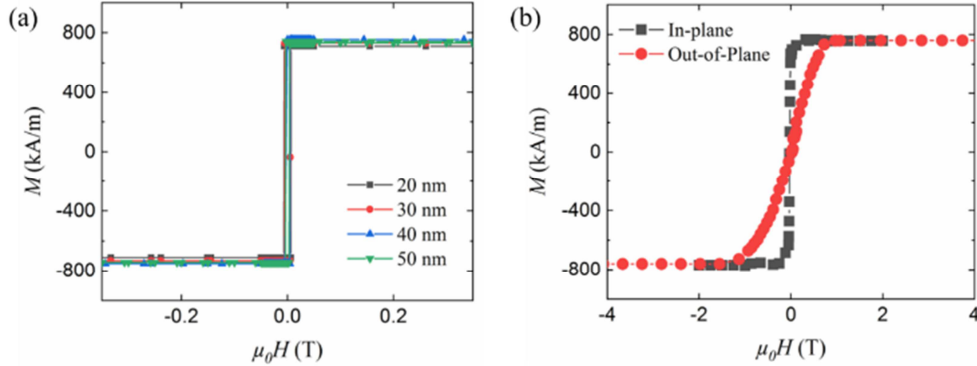 (a)
800
400
0
-400
-800
M (kA/m)
-0.2
0.0
0.2
μ0H (T)
20 nm
30 nm
40 nm
50 nm
(b)
800
400
0
-400
-800
M (kA/m)
-4
-2
0
2
4
μ0H (T)
In-plane
Out-of-Plane